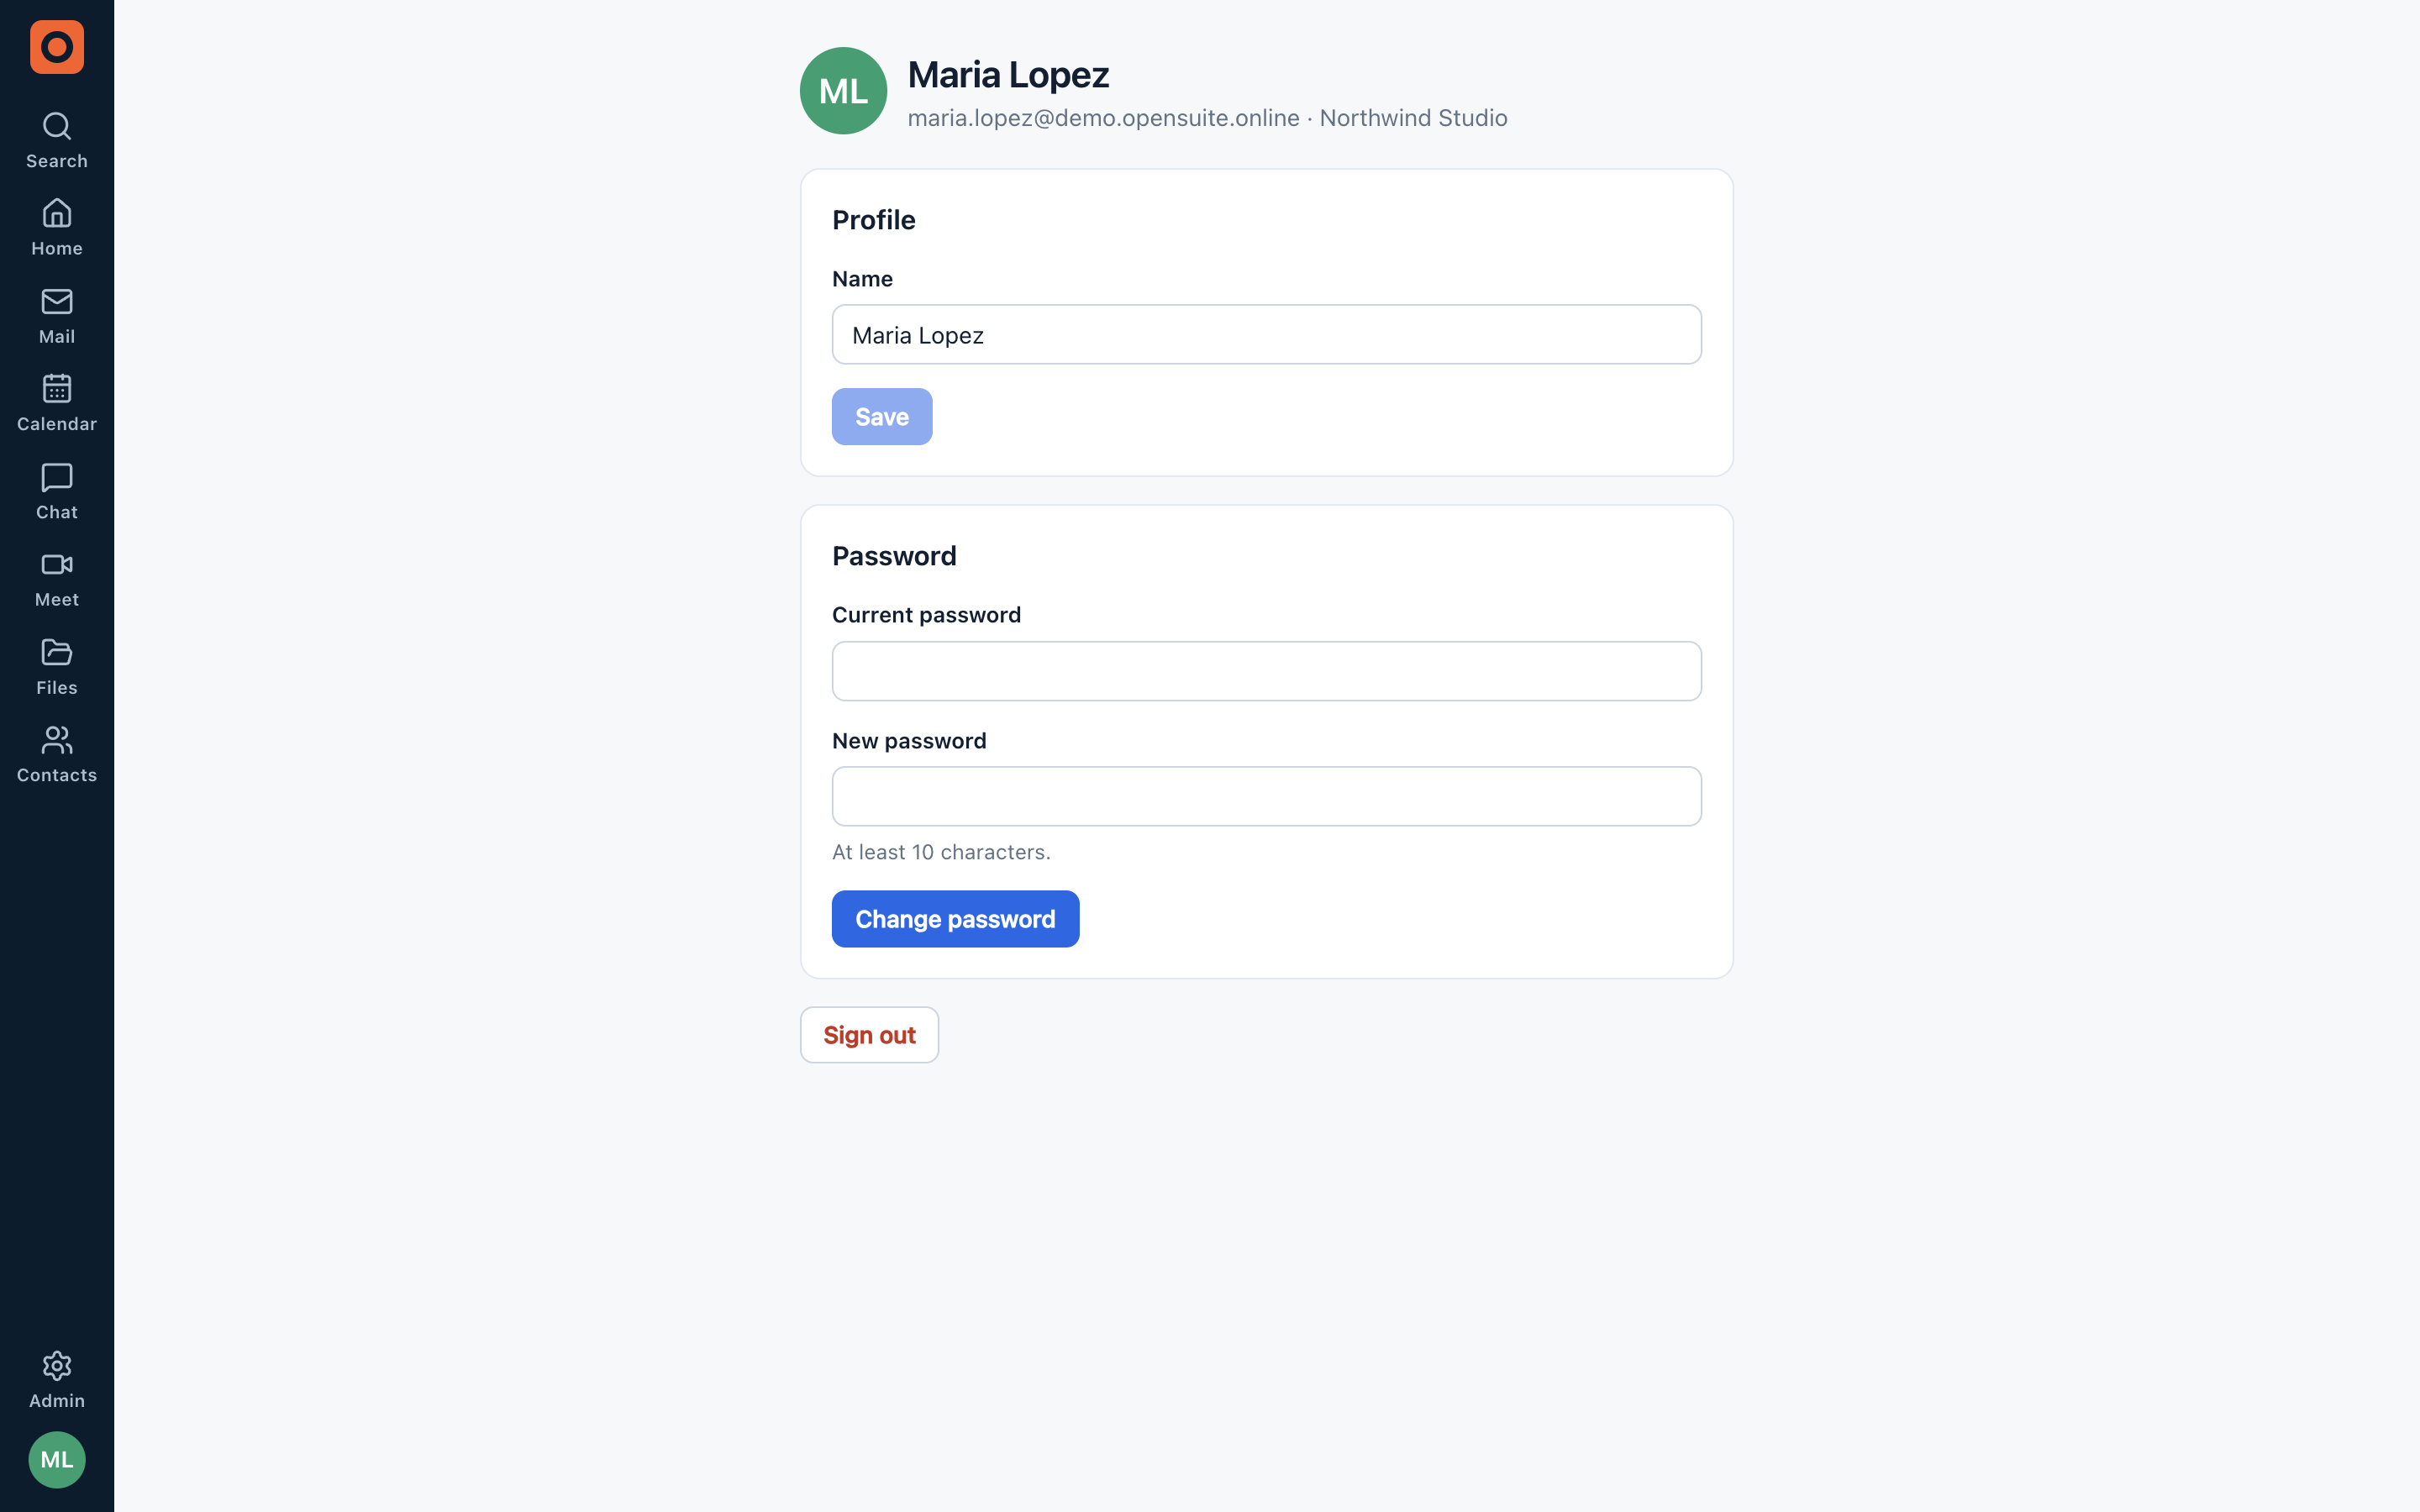 Search
Home
Mail
Calendar
Chat
Meet
Files
Contacts
Admin
ML
ML
Maria Lopez
maria.lopez@demo.opensuite.online · Northwind Studio
Profile
Name
Maria Lopez
Save
Password
Current password
New password
At least 10 characters.
Change password
Sign out